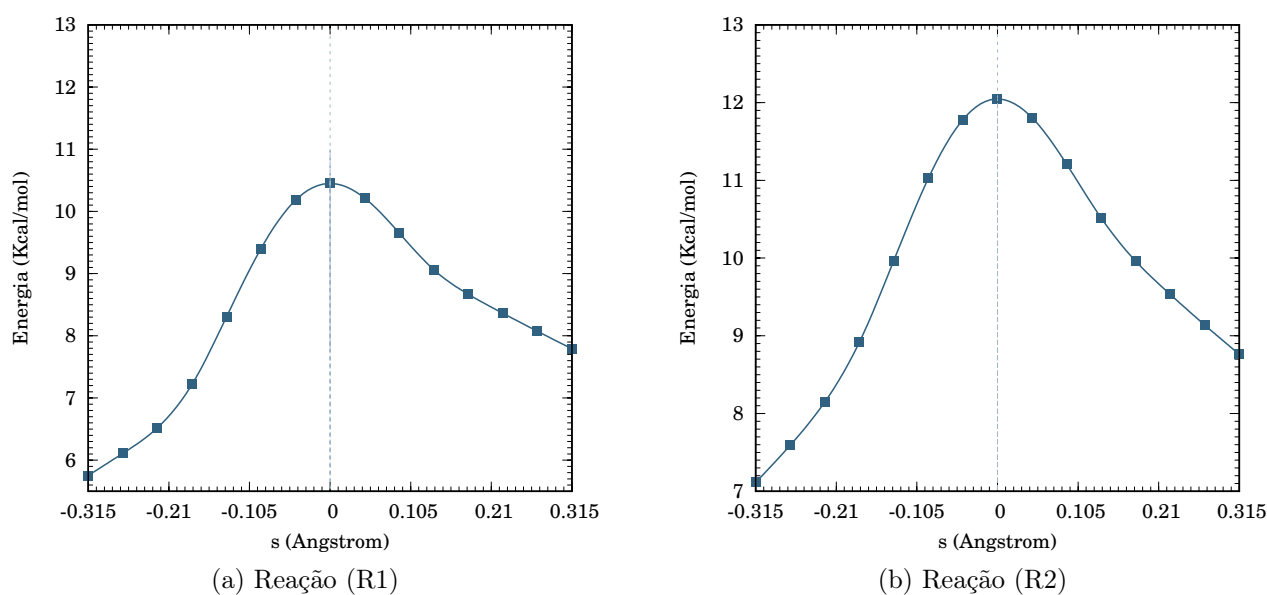 13
12
11
10
9
8
7
6
Energia (Kcal/mol)
-0.315 -0.21 -0.105 0 0.105 0.21 0.315
s (Angstrom)
(a) Reação (R1)
13
12
11
10
9
8
7
Energia (Kcal/mol)
-0.315 -0.21 -0.105 0 0.105 0.21 0.315
s (Angstrom)
(b) Reação (R2)